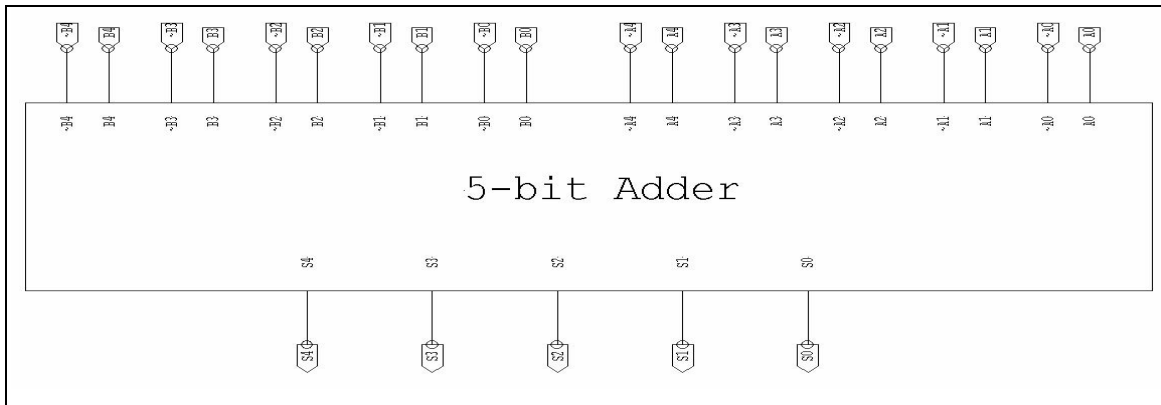 ~B4 B4 ~B3 B3 ~B2 B2 ~B1 B1 ~B0 B0 ~A4 A4 ~A3 A3 ~A2 A2 ~A1 A1 ~A0 A0
~B4 B4 ~B3 B3 ~B2 B2 ~B1 B1 ~B0 B0 ~A4 A4 ~A3 A3 ~A2 A2 ~A1 A1 ~A0 A0
5-bit Adder
S4 S3 S2 S1 S0
S4 S3 S2 S1 S0